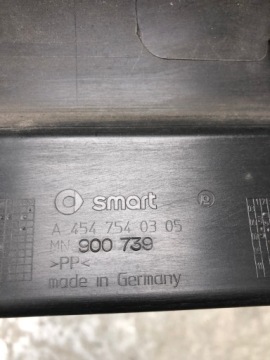 smart
A 454 754 03 05
MN 900 739
>PP<
made in Germany